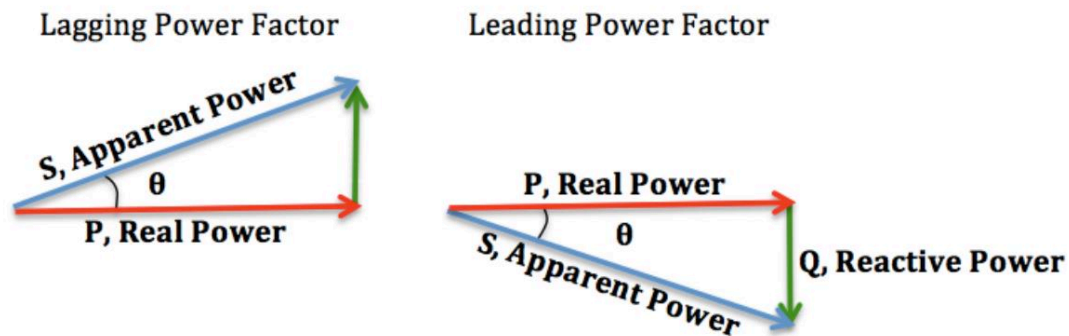 Lagging Power Factor
Leading Power Factor
S, Apparent Power
θ
P, Real Power
P, Real Power
θ
S, Apparent Power
Q, Reactive Power